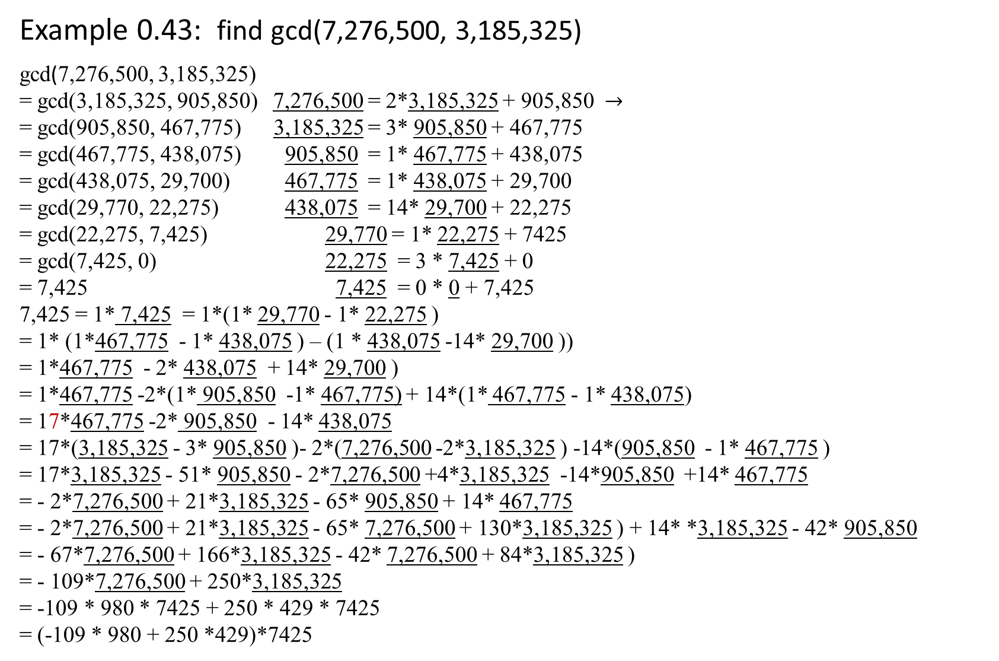 Example 0.43:  find gcd(7,276,500, 3,185,325)
gcd(7,276,500, 3,185,325)
= gcd(3,185,325, 905,850)  7,276,500 = 2*3,185,325 + 905,850 →
= gcd(905,850, 467,775)  3,185,325 = 3* 905,850 + 467,775
= gcd(467,775, 438,075)  905,850 = 1* 467,775 + 438,075
= gcd(438,075, 29,700)  467,775 = 1* 438,075 + 29,700
= gcd(29,770, 22,275)  438,075 = 14* 29,700 + 22,275
= gcd(22,275, 7,425)  29,770 = 1* 22,275 + 7425
= gcd(7,425, 0)  22,275 = 3 * 7,425 + 0
= 7,425  7,425 = 0 * 0 + 7,425
7,425 = 1* 7,425 = 1*(1* 29,770 - 1* 22,275 )
= 1* (1*467,775 - 1* 438,075 ) – (1 * 438,075 -14* 29,700 ))
= 1*467,775 - 2* 438,075 + 14* 29,700 )
= 1*467,775 -2*(1* 905,850 -1* 467,775) + 14*(1* 467,775 - 1* 438,075)
= 17*467,775 -2* 905,850 - 14* 438,075
= 17*(3,185,325 - 3* 905,850 )- 2*(7,276,500 -2*3,185,325 ) -14*(905,850 - 1* 467,775 )
= 17*3,185,325 - 51* 905,850 - 2*7,276,500 +4*3,185,325 -14*905,850 +14* 467,775
= - 2*7,276,500 + 21*3,185,325 - 65* 905,850 + 14* 467,775
= - 2*7,276,500 + 21*3,185,325 - 65* 7,276,500 + 130*3,185,325 ) + 14* *3,185,325 - 42* 905,850
= - 67*7,276,500 + 166*3,185,325 - 42* 7,276,500 + 84*3,185,325 )
= - 109*7,276,500 + 250*3,185,325
= -109 * 980 * 7425 + 250 * 429 * 7425
= (-109 * 980 + 250 *429)*7425